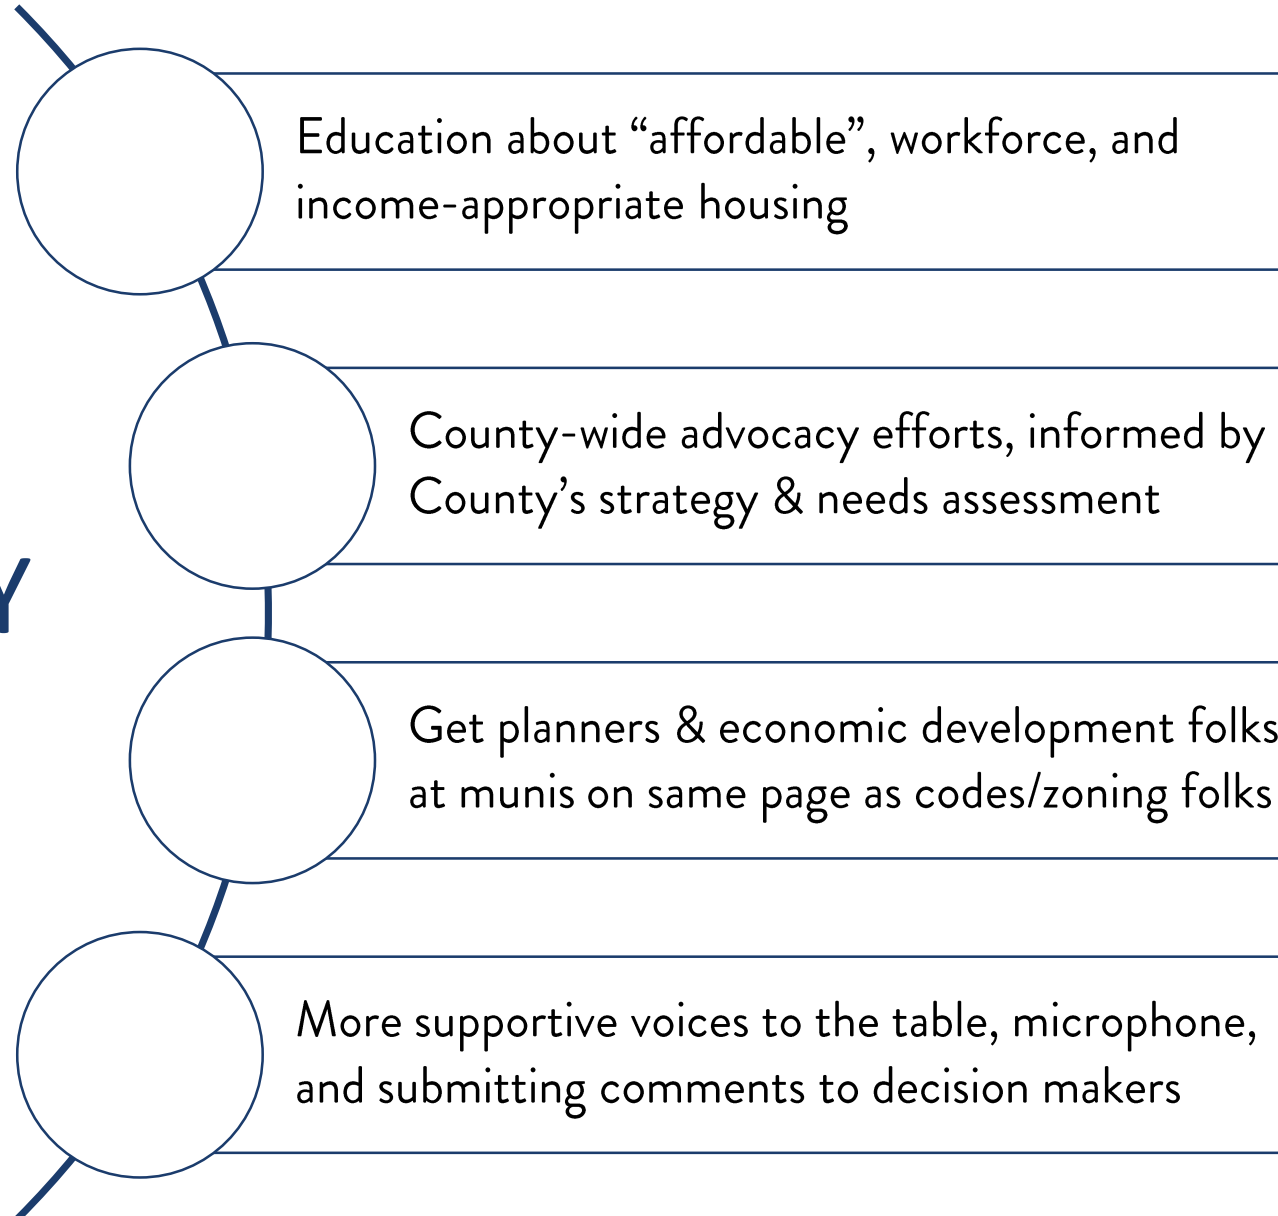 Education about “affordable”, workforce, and
income-appropriate housing
County-wide advocacy efforts, informed by
County’s strategy & needs assessment
Y
Get planners & economic development folks
at munis on same page as codes/zoning folks
More supportive voices to the table, microphone,
and submitting comments to decision makers